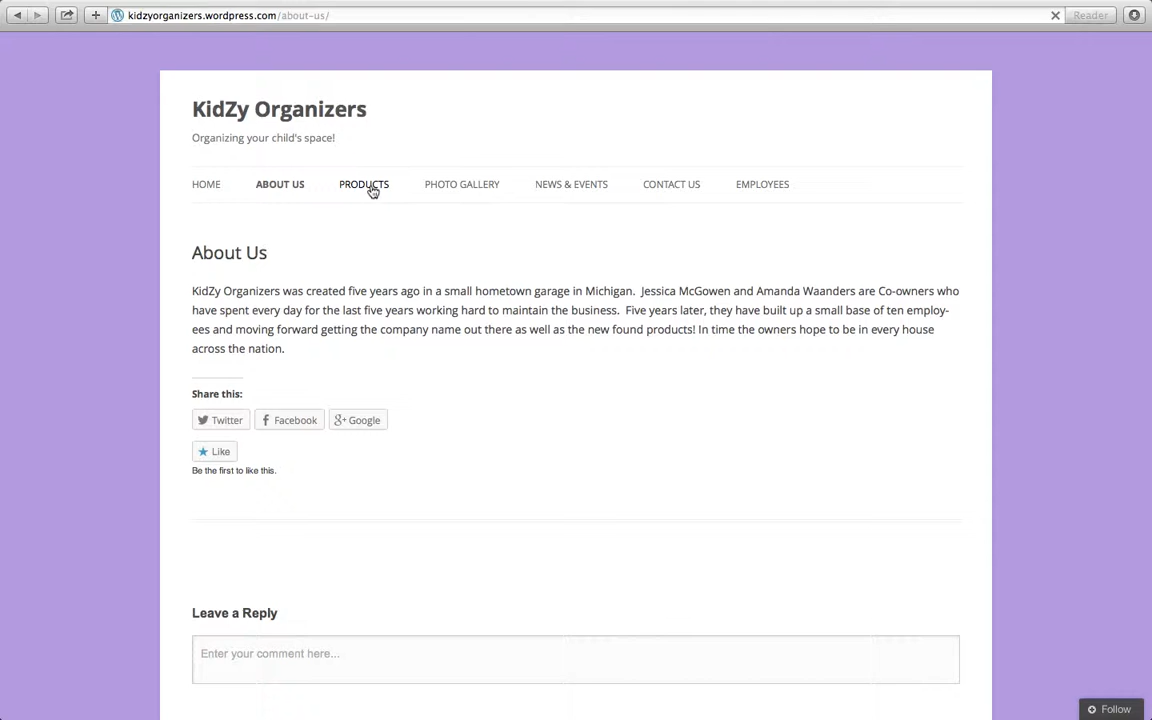 kidzyorganizers.wordpress.com/about-us/
Reader
KidZy Organizers
Organizing your child's space!
HOME ABOUT US PRODUCTS PHOTO GALLERY NEWS & EVENTS CONTACT US EMPLOYEES
About Us
KidZy Organizers was created five years ago in a small hometown garage in Michigan.  Jessica McGowen and Amanda Waanders are Co-owners who
have spent every day for the last five years working hard to maintain the business.  Five years later, they have built up a small base of ten employ-
ees and moving forward getting the company name out there as well as the new found products! In time the owners hope to be in every house
across the nation.
Share this:
Twitter Facebook Google
Like
Be the first to like this.
Leave a Reply
Enter your comment here...
Follow